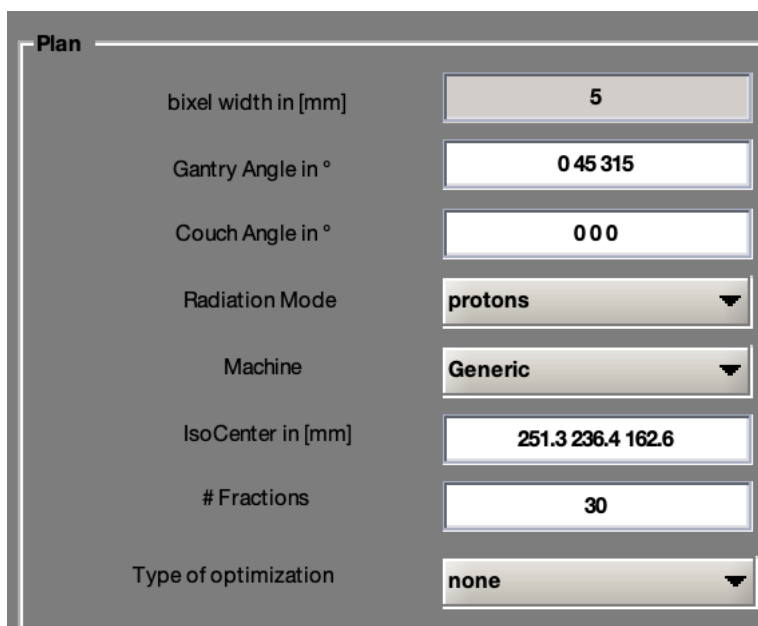 Plan
bixel width in [mm] 5
Gantry Angle in ° 0 45 315
Couch Angle in ° 0 0 0
Radiation Mode protons
Machine Generic
IsoCenter in [mm] 251.3 236.4 162.6
# Fractions 30
Type of optimization none